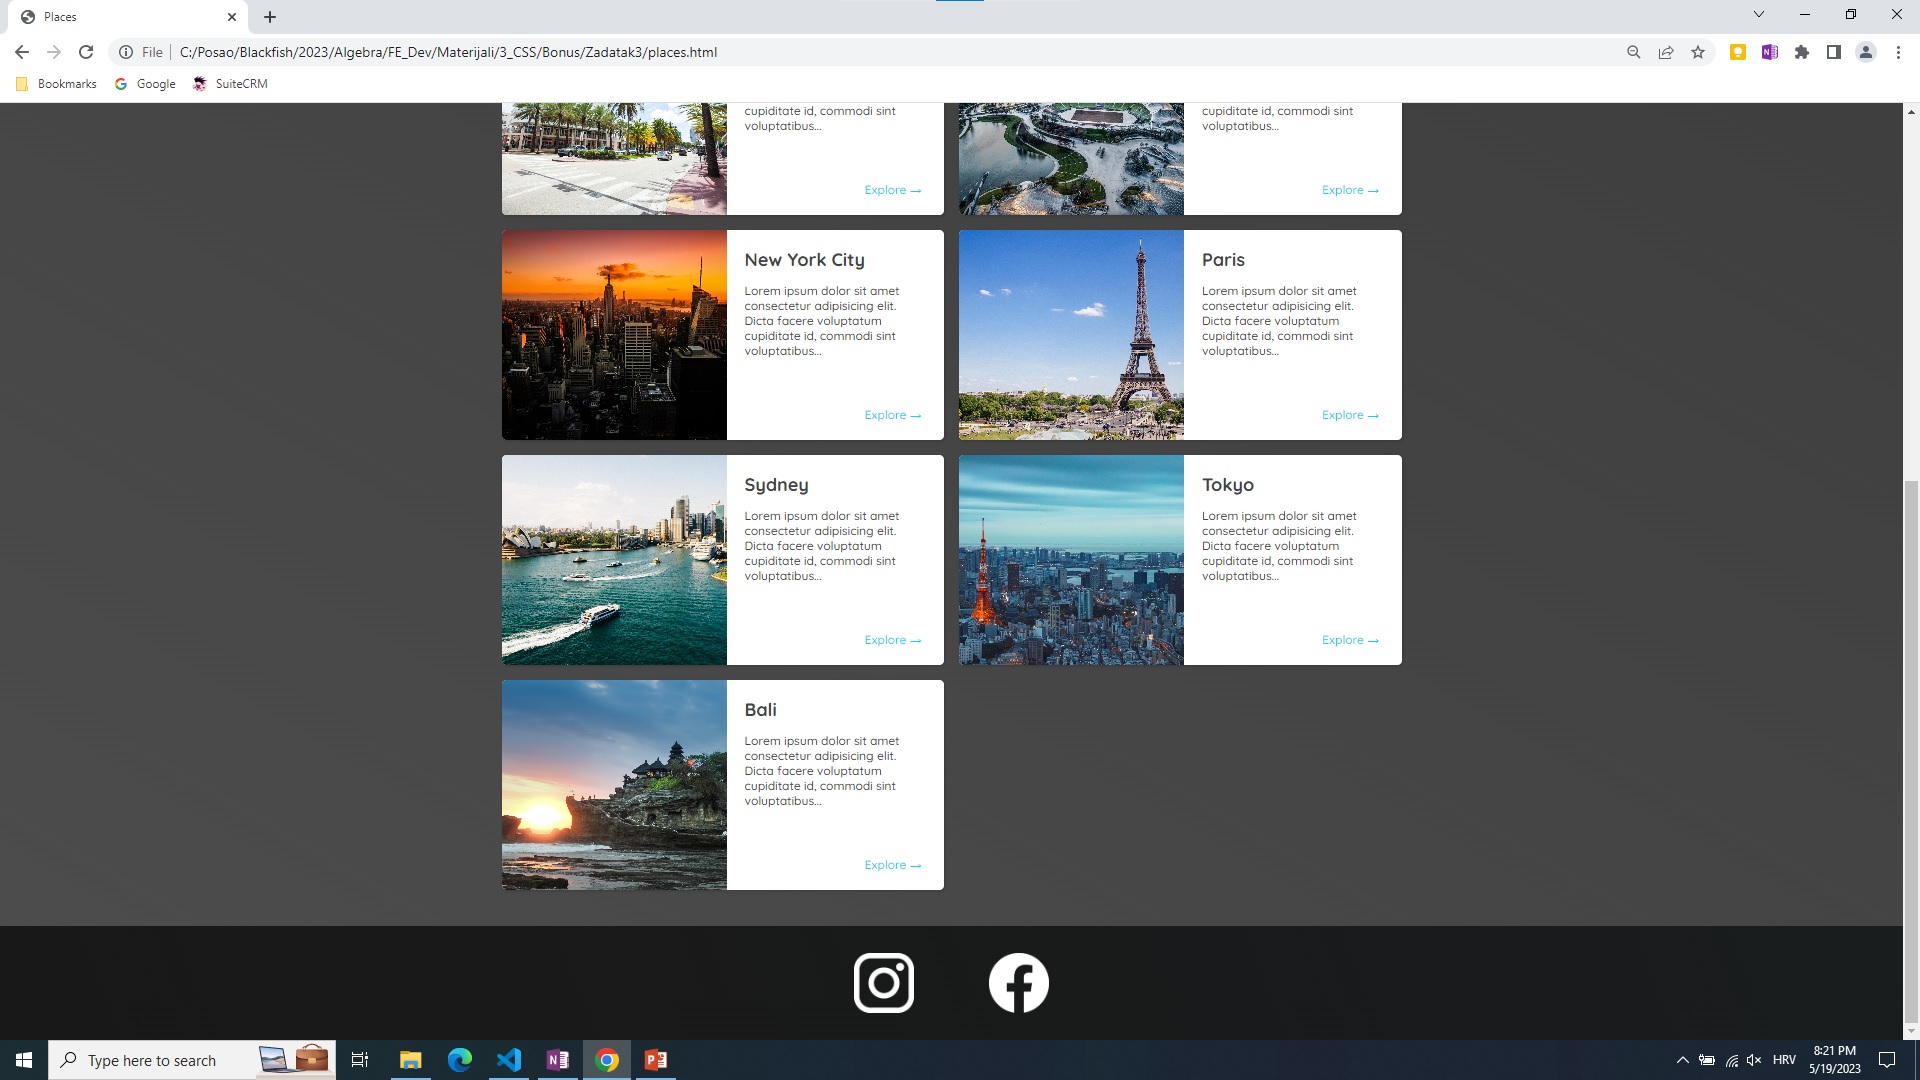 Places
File
C:/Posao/Blackfish/2023/Algebra/FE_Dev/Materijali/3_CSS/Bonus/Zadatak3/places.html
Bookmarks
Google
SuiteCRM
cupiditate id, commodi sint
voluptatibus...
Explore →
cupiditate id, commodi sint
voluptatibus...
Explore →
New York City
Lorem ipsum dolor sit amet
consectetur adipisicing elit.
Dicta facere voluptatum
cupiditate id, commodi sint
voluptatibus...
Explore →
Paris
Lorem ipsum dolor sit amet
consectetur adipisicing elit.
Dicta facere voluptatum
cupiditate id, commodi sint
voluptatibus...
Explore →
Sydney
Lorem ipsum dolor sit amet
consectetur adipisicing elit.
Dicta facere voluptatum
cupiditate id, commodi sint
voluptatibus...
Explore →
Tokyo
Lorem ipsum dolor sit amet
consectetur adipisicing elit.
Dicta facere voluptatum
cupiditate id, commodi sint
voluptatibus...
Explore →
Bali
Lorem ipsum dolor sit amet
consectetur adipisicing elit.
Dicta facere voluptatum
cupiditate id, commodi sint
voluptatibus...
Explore →
Type here to search
HRV
8:21 PM
5/19/2023